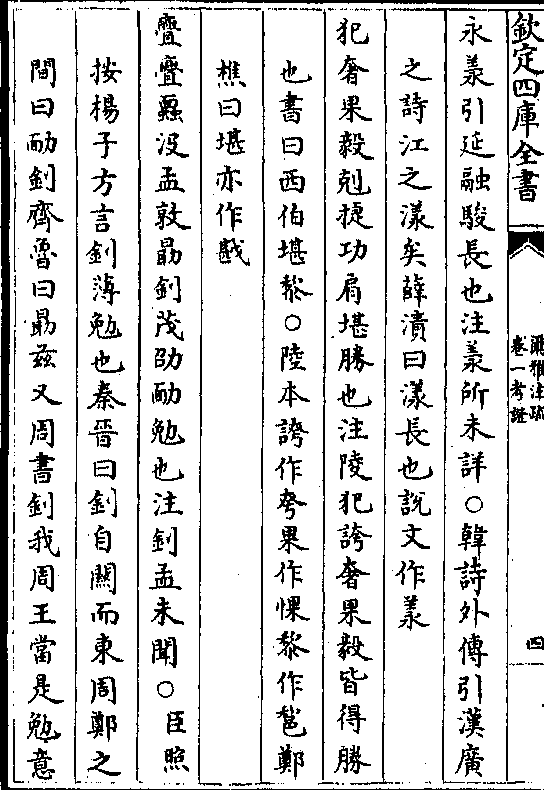 欽定四庫全書
爾雅注疏
卷一考證
四
永羕引延融駿長也注羕所未詳○韓詩外傳引漢廣
之詩江之漾矣薛漬曰漾長也說文作羕
犯奢果毅剋捷功肩堪勝也注陵犯誇奢果毅皆得勝
也書曰西伯堪黎○陸本誇作夸果作惈黎作䵩鄭
樵曰堪亦作戡
亹亹蠠没孟敦勗釗茂劭勔勉也注釗孟未聞○臣照
按楊子方言釗薄勉也秦晉曰釗自關而東周鄭之
間曰勔釗齊魯曰勗兹又周書釗我周王當是勉意